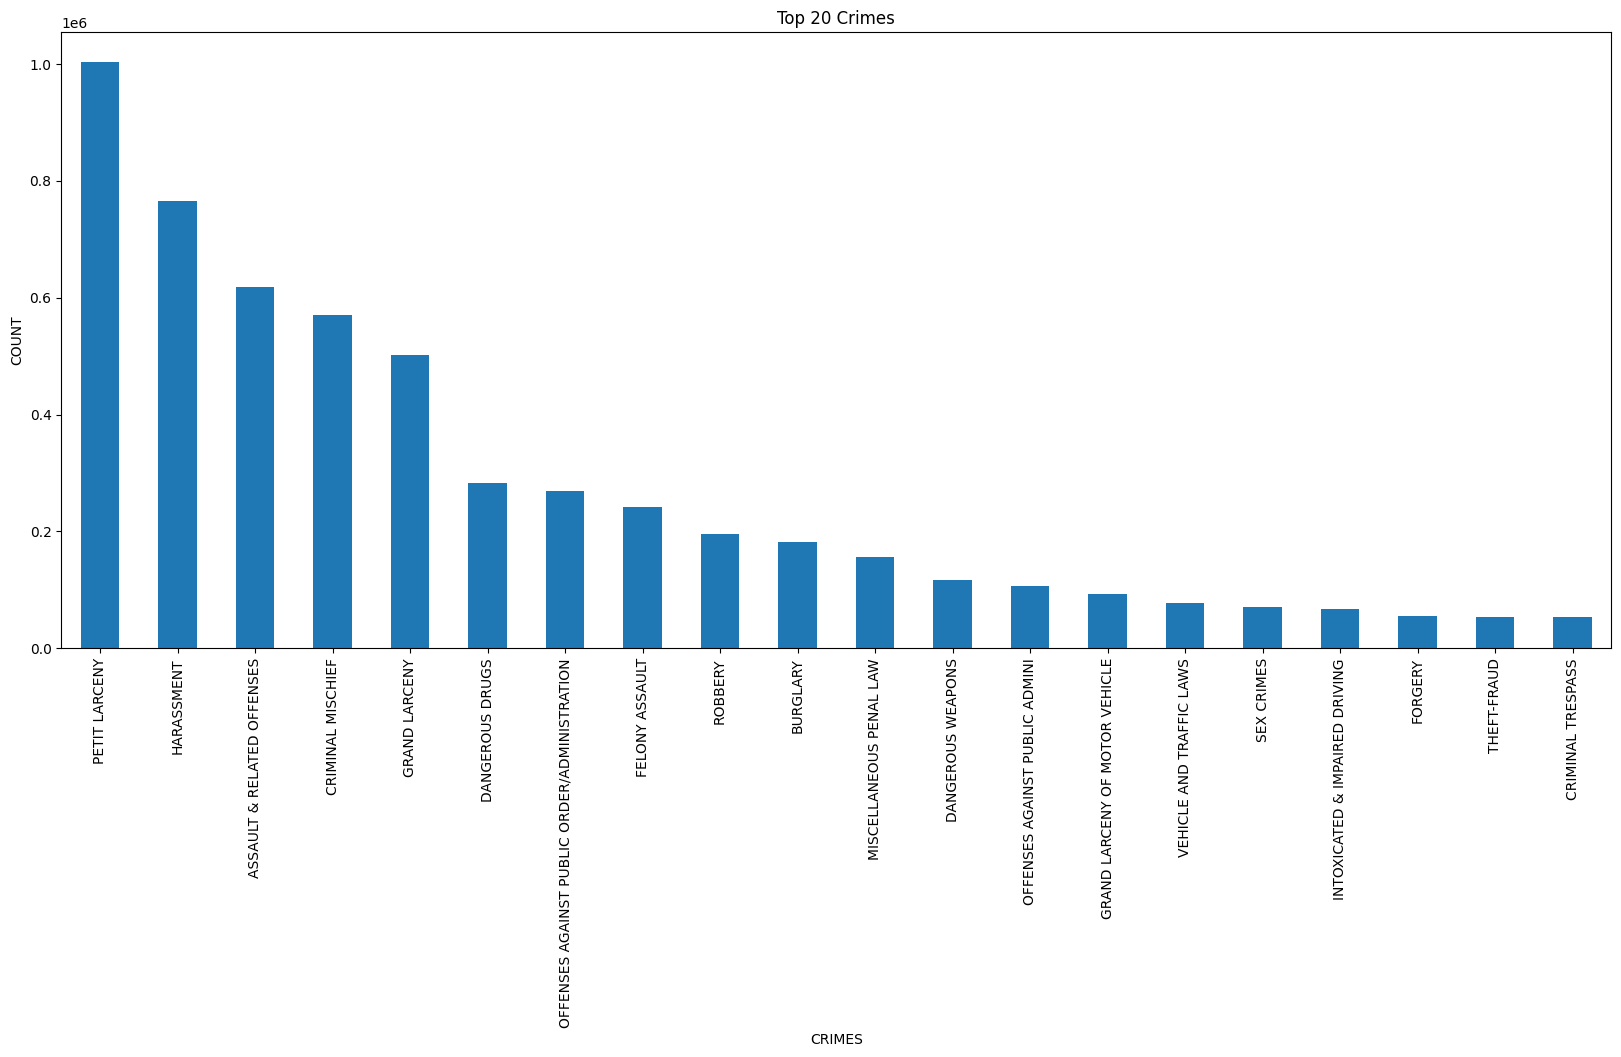 Top 20 Crimes
1e6
1.0
0.8
0.6
0.4
0.2
0.0
COUNT
PETIT LARCENY
HARASSMENT
ASSAULT & RELATED OFFENSES
CRIMINAL MISCHIEF
GRAND LARCENY
DANGEROUS DRUGS
OFFENSES AGAINST PUBLIC ORDER/ADMINISTRATION
FELONY ASSAULT
ROBBERY
BURGLARY
MISCELLANEOUS PENAL LAW
DANGEROUS WEAPONS
OFFENSES AGAINST PUBLIC ADMINI
GRAND LARCENY OF MOTOR VEHICLE
VEHICLE AND TRAFFIC LAWS
SEX CRIMES
INTOXICATED & IMPAIRED DRIVING
FORGERY
THEFT-FRAUD
CRIMINAL TRESPASS
CRIMES